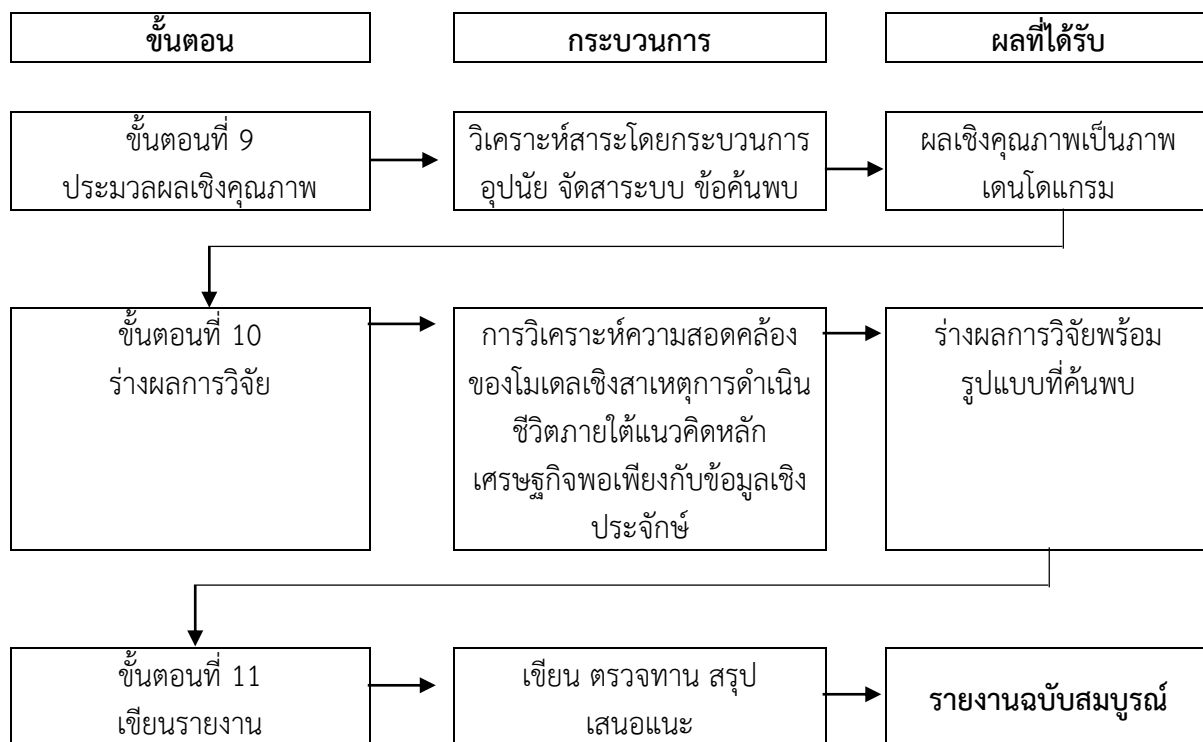 ขั้นตอน
กระบวนการ
ผลที่ได้รับ
ขั้นตอนที่ 9
ประมวลผลเชิงคุณภาพ
วิเคราะห์สาระโดยกระบวนการ
อุปนัย จัดสาระบบ ข้อค้นพบ
ผลเชิงคุณภาพเป็นภาพ
เดนโดแกรม
ขั้นตอนที่ 10
ร่างผลการวิจัย
การวิเคราะห์ความสอดคล้อง
ของโมเดลเชิงสาเหตุการดำเนิน
ชีวิตภายใต้แนวคิดหลัก
เศรษฐกิจพอเพียงกับข้อมูลเชิง
ประจักษ์
ร่างผลการวิจัยพร้อม
รูปแบบที่ค้นพบ
ขั้นตอนที่ 11
เขียนรายงาน
เขียน ตรวจทาน สรุป
เสนอแนะ
รายงานฉบับสมบูรณ์